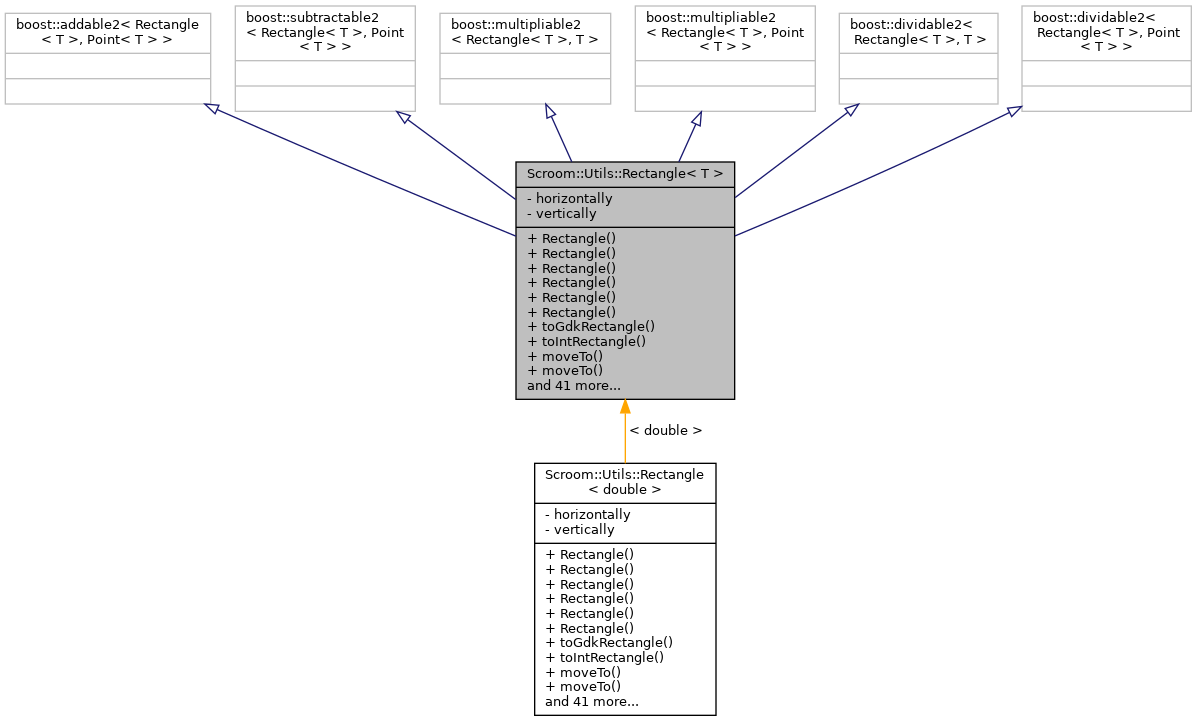 boost::addable2< Rectangle
< T >, Point< T > >
boost::subtractable2
< Rectangle< T >, Point
< T > >
boost::multipliable2
< Rectangle< T >, T >
boost::multipliable2
< Rectangle< T >, Point
< T > >
boost::dividable2<
Rectangle< T >, T >
boost::dividable2<
Rectangle< T >, Point
< T > >
Scroom::Utils::Rectangle< T >
- horizontally
- vertically
+ Rectangle()
+ Rectangle()
+ Rectangle()
+ Rectangle()
+ Rectangle()
+ Rectangle()
+ toGdkRectangle()
+ toIntRectangle()
+ moveTo()
+ moveTo()
and 41 more...
< double >
Scroom::Utils::Rectangle
< double >
- horizontally
- vertically
+ Rectangle()
+ Rectangle()
+ Rectangle()
+ Rectangle()
+ Rectangle()
+ Rectangle()
+ toGdkRectangle()
+ toIntRectangle()
+ moveTo()
+ moveTo()
and 41 more...